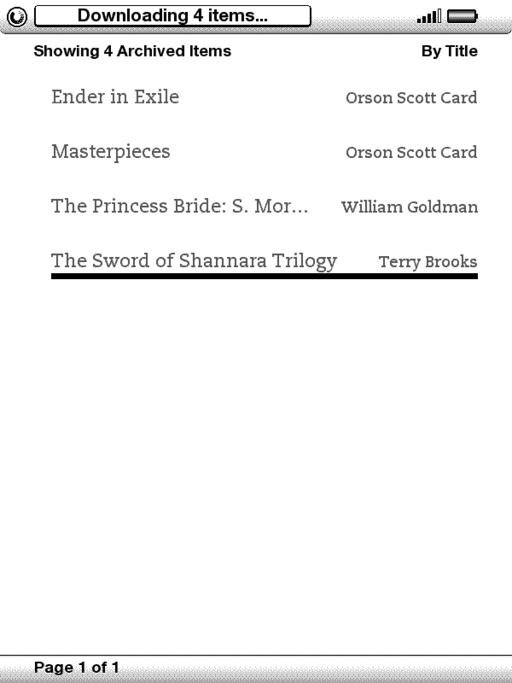 Downloading 4 items...
Showing 4 Archived Items By Title
Ender in Exile Orson Scott Card
Masterpieces Orson Scott Card
The Princess Bride: S. Mor... William Goldman
The Sword of Shannara Trilogy Terry Brooks
Page 1 of 1